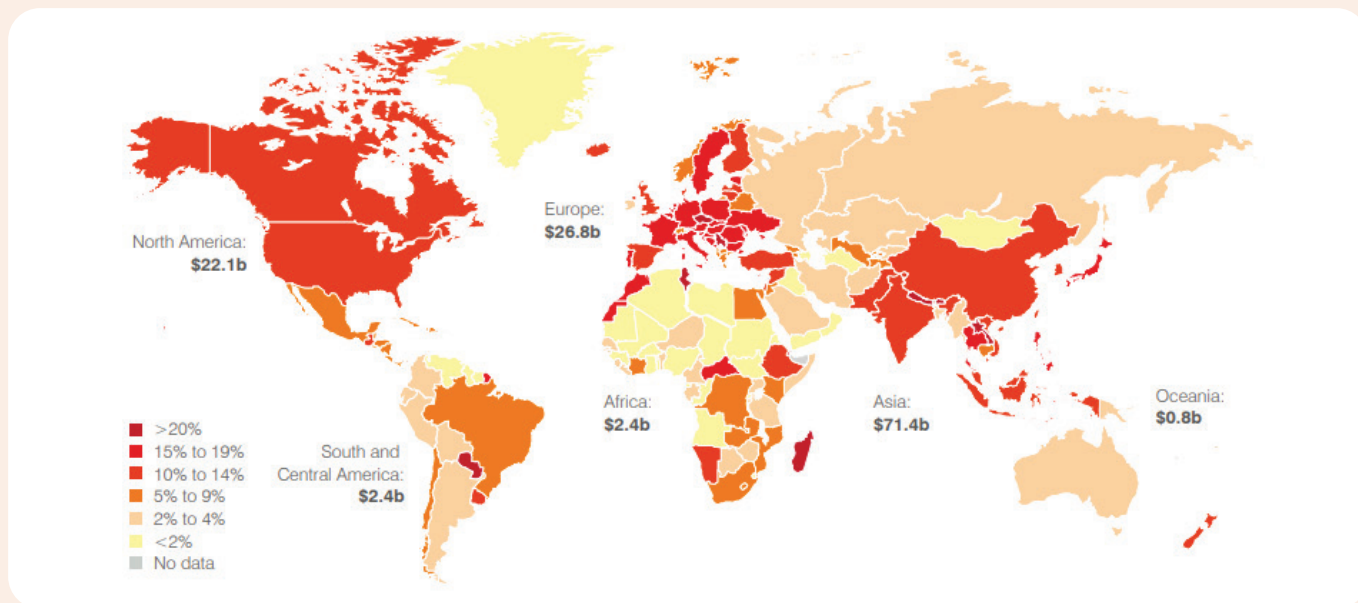 North America:
$22.1b
Europe:
$26.8b
Africa:
$2.4b
Asia:
$71.4b
Oceania:
$0.8b
South and
Central America:
$2.4b
>20%
15% to 19%
10% to 14%
5% to 9%
2% to 4%
<2%
No data